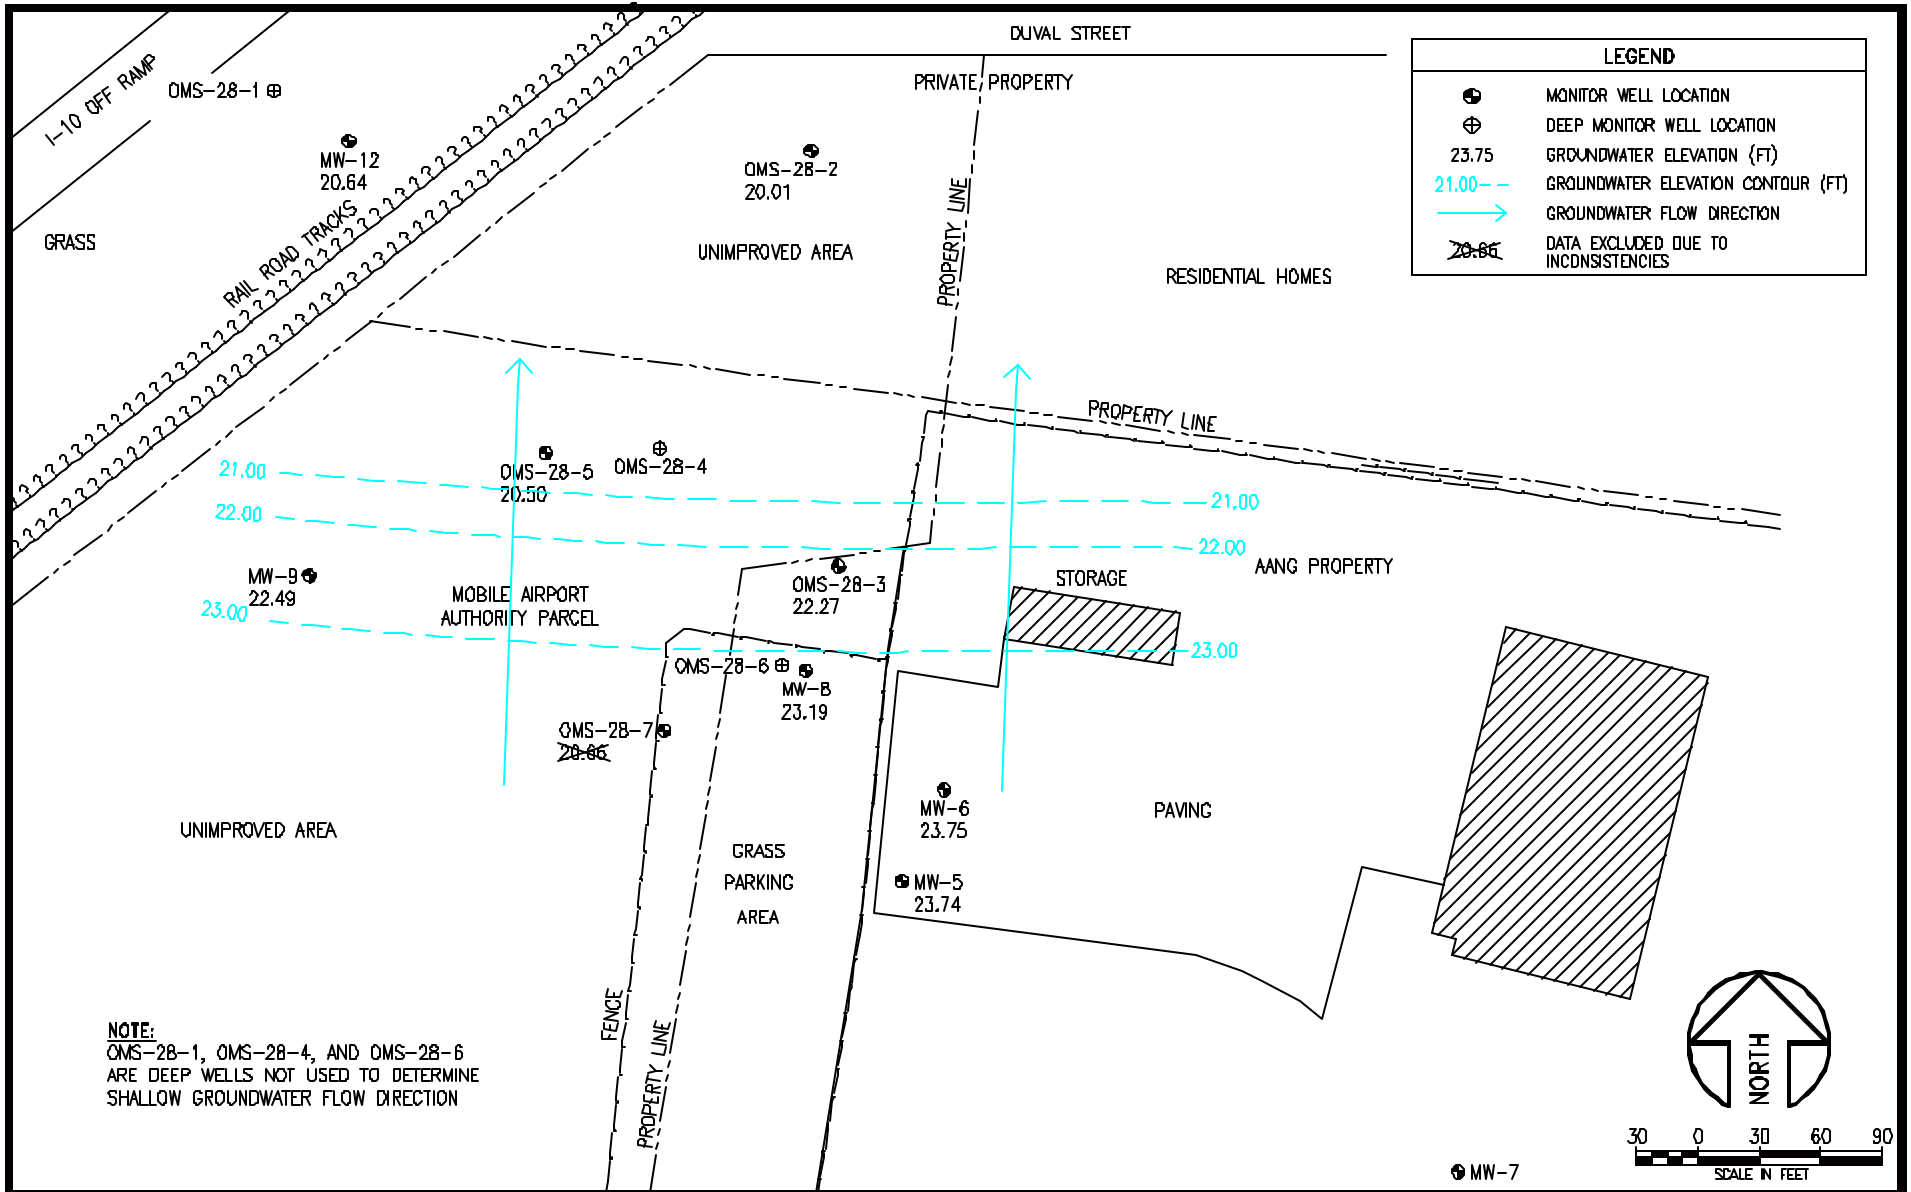 DUVAL STREET
PRIVATE PROPERTY
I-10 OFF RAMP
OMS-28-1
MW-12
20.64
GRASS
RAIL ROAD TRACKS
OMS-28-2
20.01
UNIMPROVED AREA
PROPERTY LINE
RESIDENTIAL HOMES
LEGEND
MONITOR WELL LOCATION
DEEP MONITOR WELL LOCATION
23.75 GROUNDWATER ELEVATION (FT)
21.00 GROUNDWATER ELEVATION CONTOUR (FT)
GROUNDWATER FLOW DIRECTION
20.66 DATA EXCLUDED DUE TO
INCONSISTENCIES
PROPERTY LINE
21.00
OMS-28-5
20.50
OMS-28-4
21.00
22.00
22.00
AANG PROPERTY
MW-9
22.49
23.00
MOBILE AIRPORT
AUTHORITY PARCEL
OMS-28-3
22.27
STORAGE
23.00
OMS-28-6
MW-8
23.19
OMS-28-7
20.66
MW-6
23.75
PAVING
UNIMPROVED AREA
GRASS
PARKING
AREA
MW-5
23.74
FENCE
PROPERTY LINE
NOTE:
OMS-28-1, OMS-28-4, AND OMS-28-6
ARE DEEP WELLS NOT USED TO DETERMINE
SHALLOW GROUNDWATER FLOW DIRECTION
NORTH
30 0 30 60 90
SCALE IN FEET
MW-7